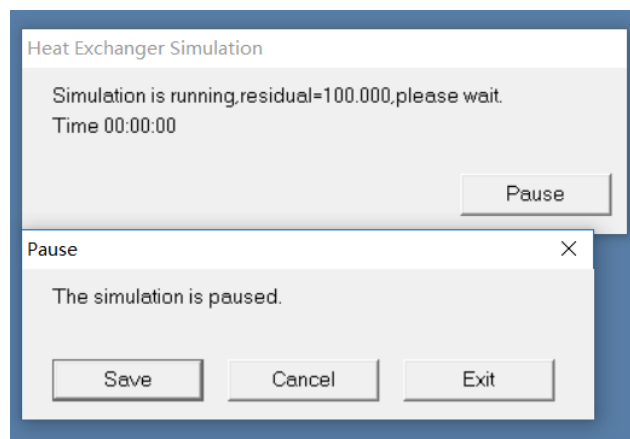 Heat Exchanger Simulation
Simulation is running,residual=100.000,please wait.
Time 00:00:00
Pause
Pause
The simulation is paused.
Save Cancel Exit